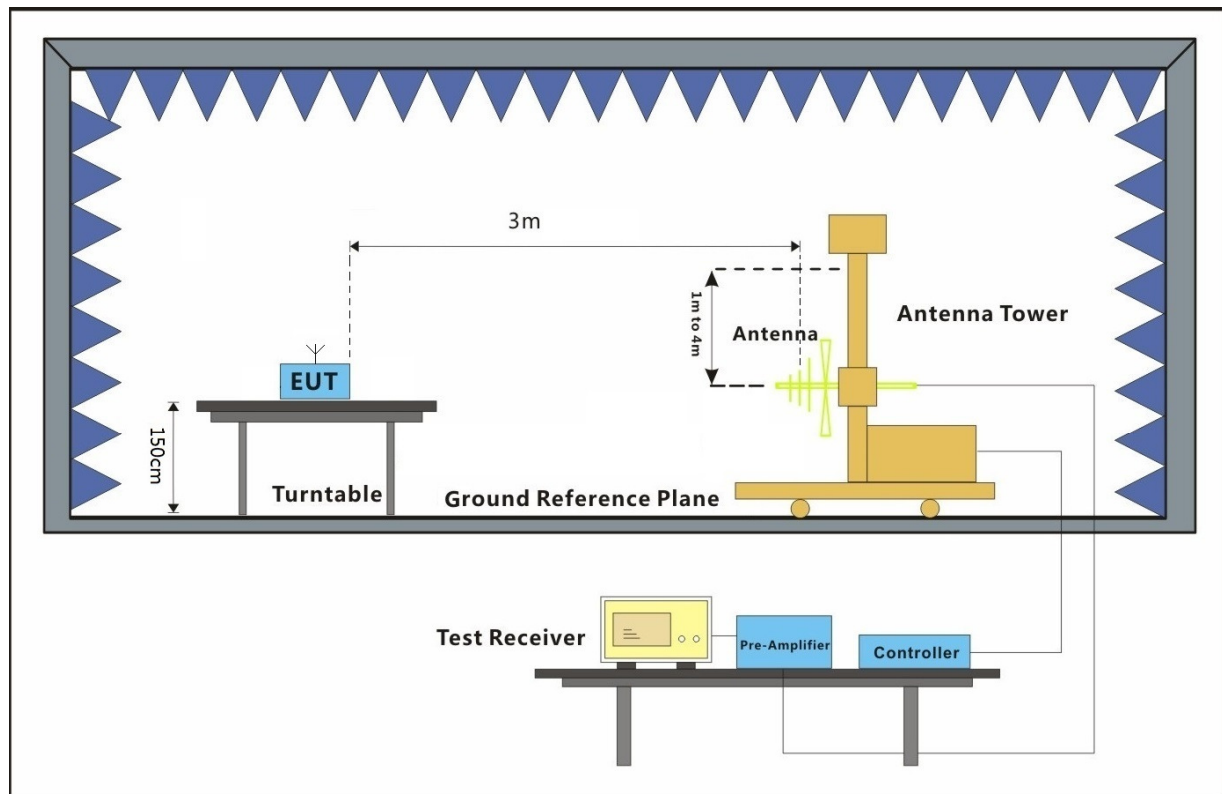 3m
1m to 4m
Antenna
Antenna Tower
EUT
150cm
Turntable
Ground Reference Plane
Test Receiver
Pre-Amplifier
Controller